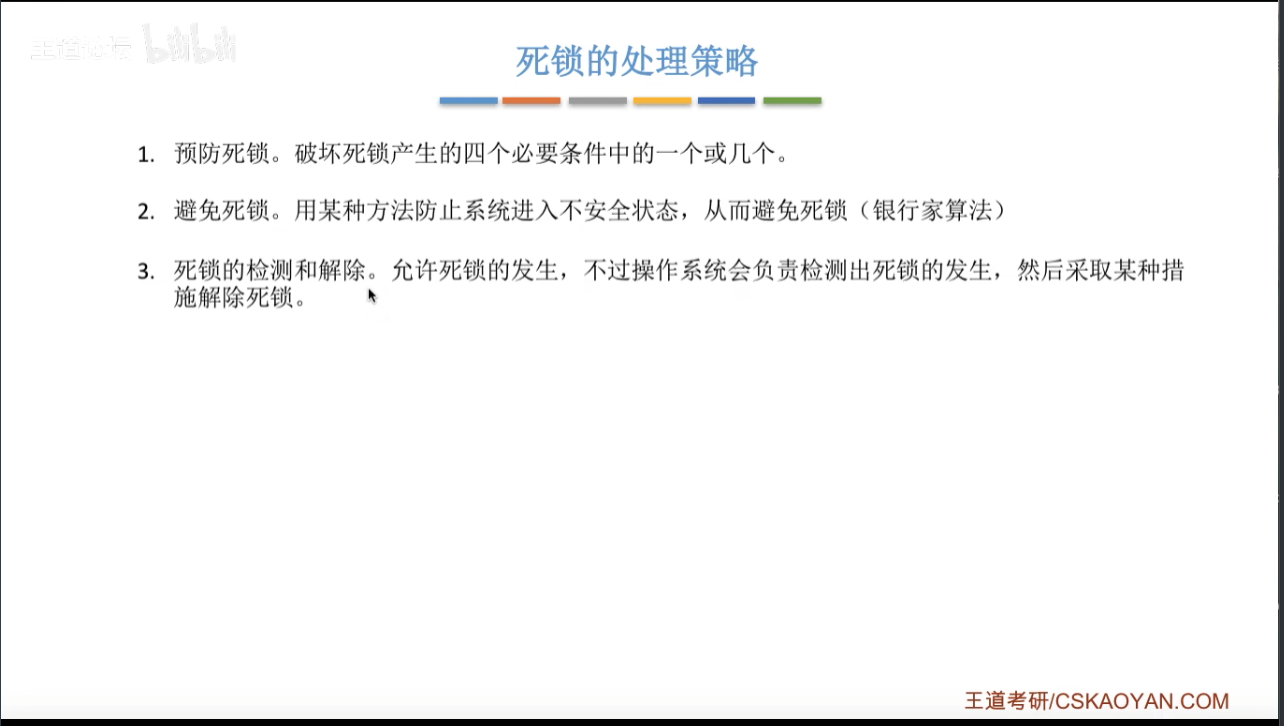 王道论坛 bilibili
死锁的处理策略
1. 预防死锁。破坏死锁产生的四个必要条件中的一个或几个。
2. 避免死锁。用某种方法防止系统进入不安全状态，从而避免死锁（银行家算法）
3. 死锁的检测和解除。允许死锁的发生，不过操作系统会负责检测出死锁的发生，然后采取某种措
施解除死锁。
王道考研/CSKAOYAN.COM